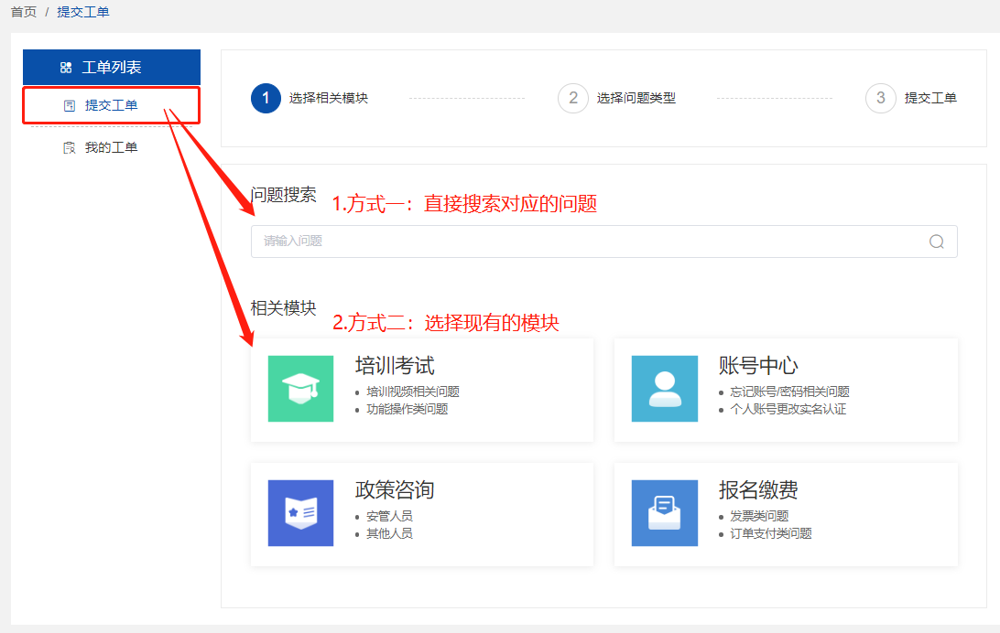 首页 / 提交工单
工单列表
提交工单
我的工单
1 选择相关模块
2 选择问题类型
3 提交工单
问题搜索
1.方式一：直接搜索对应的问题
请输入问题
相关模块
2.方式二：选择现有的模块
培训考试
培训视频相关问题
功能操作类问题
账号中心
忘记账号/密码相关问题
个人账号更改实名认证
政策咨询
安管人员
其他人员
报名缴费
发票类问题
订单支付类问题